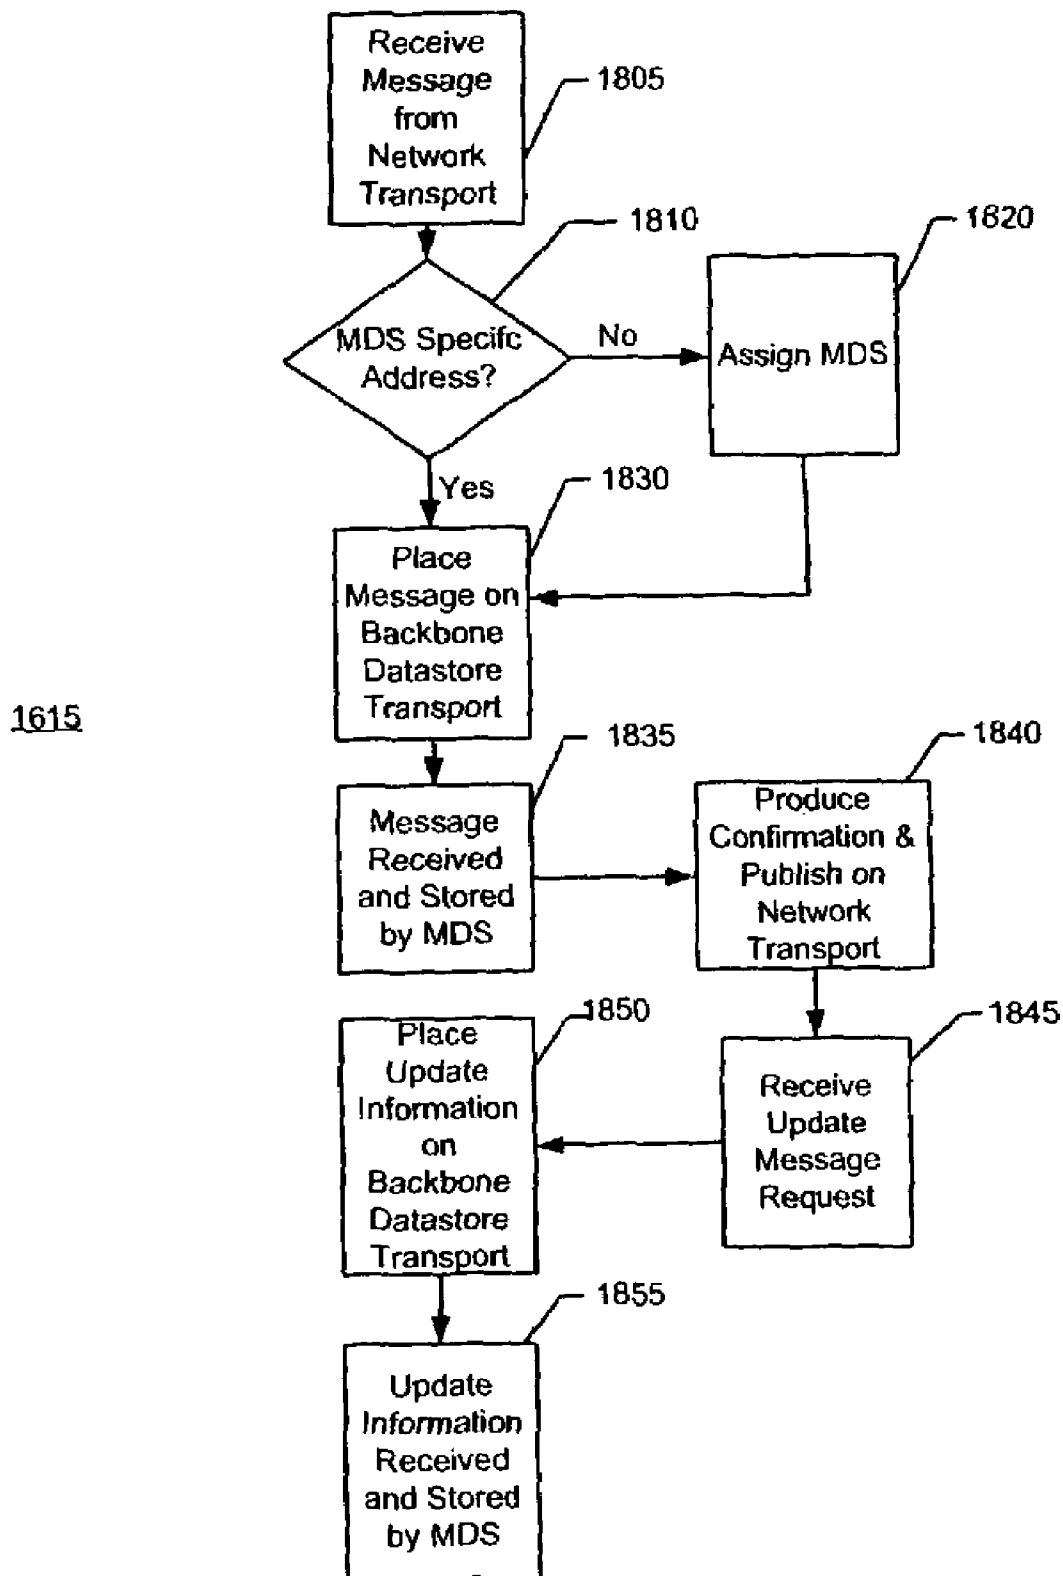 Receive
Message
from
Network
Transport
1805
1810
1820
MDS Specifc
Address?
No
Assign MDS
Yes
1830
Place
Message on
Backbone
Datastore
Transport
1615
1835
1840
Message
Received
and Stored
by MDS
Produce
Confirmation &
Publish on
Network
Transport
1850
1845
Place
Update
Information
on
Backbone
Datastore
Transport
Receive
Update
Message
Request
1855
Update
Information
Received
and Stored
by MDS